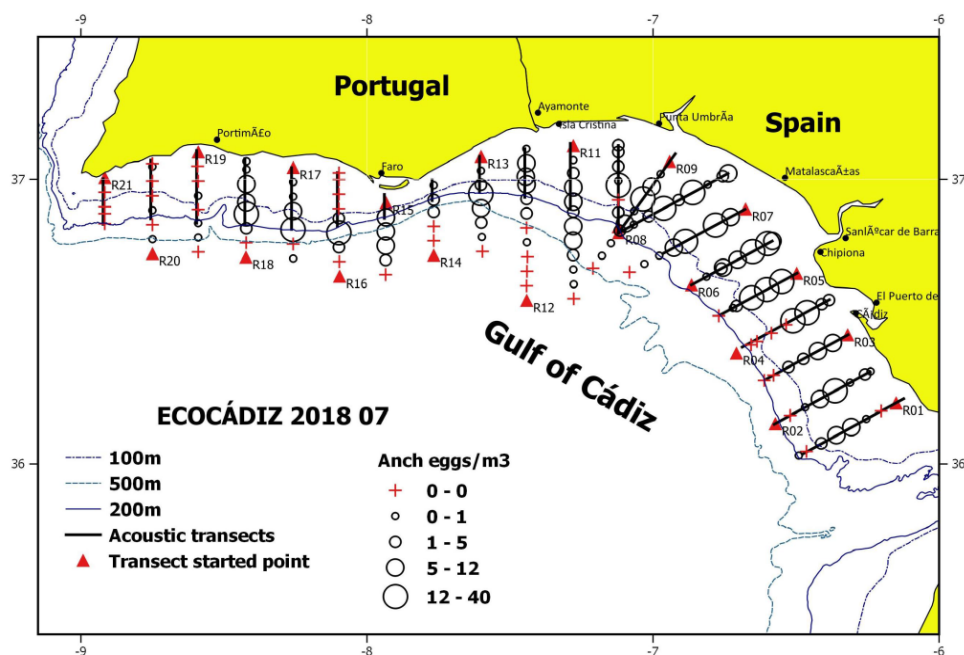 -9 -8 -7 -6
Portugal
Spain
Ayamonte
Isla Cristina
Punta UmbrÃa
PortimÃ£o
Faro
MatalascaÃ±as
SanlÃºcar de Barra
Chipiona
El Puerto de
CÃ¡diz
37 37
R21
R19
R17
R15
R13
R11
R09
R07
R05
R03
R01
R20
R18
R16
R14
R12
R08
R06
R04
R02
Gulf of Cádiz
36 36
ECOCÁDIZ 2018 07
100m
500m
200m
Acoustic transects
Transect started point
Anch eggs/m3
0 - 0
0 - 1
1 - 5
5 - 12
12 - 40
-9 -8 -7 -6